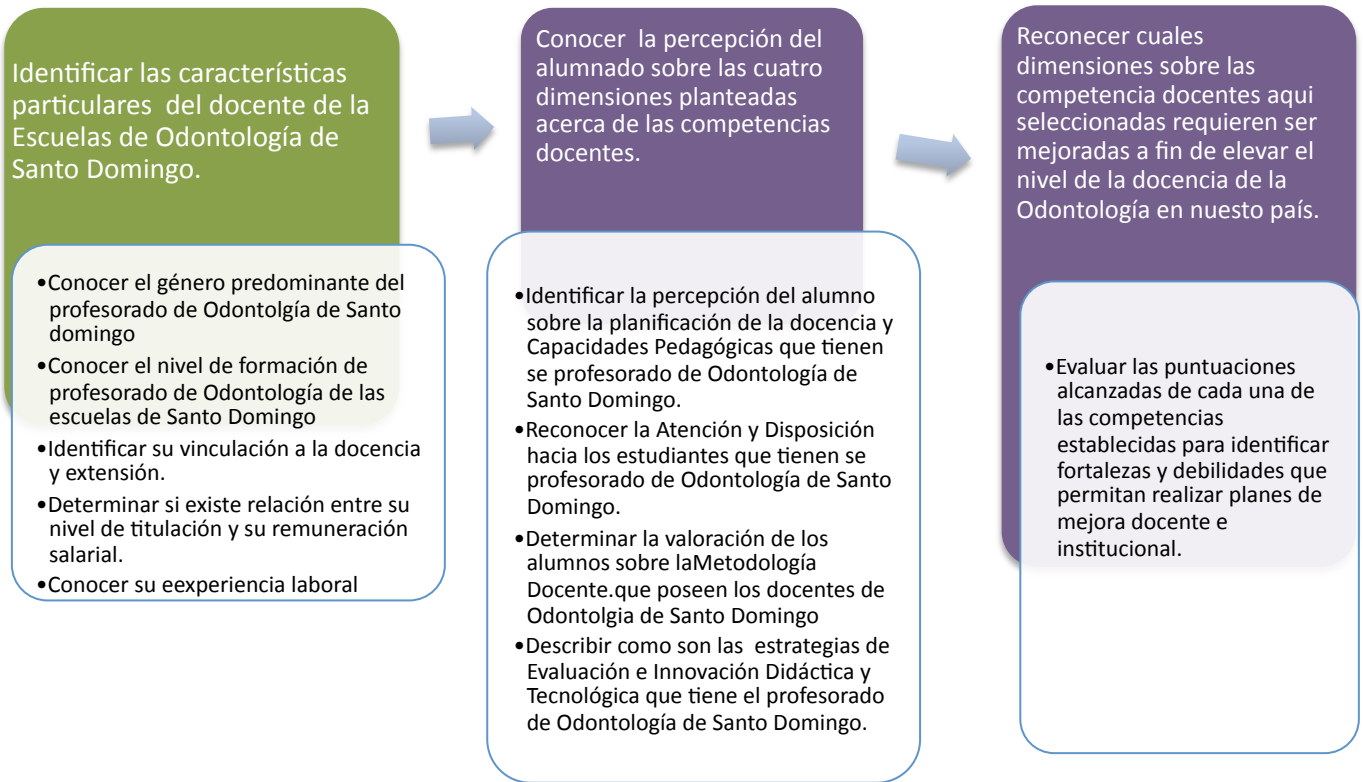 Identificar las características
particulares  del docente de la
Escuelas de Odontología de
Santo Domingo.
•Conocer el género predominante del
profesorado de Odontolgía de Santo
domingo
•Conocer el nivel de formación de
profesorado de Odontología de las
escuelas de Santo Domingo
•Identificar su vinculación a la docencia
y extensión.
•Determinar si existe relación entre su
nivel de titulación y su remuneración
salarial.
•Conocer su eexperiencia laboral
Conocer  la percepción del
alumnado sobre las cuatro
dimensiones planteadas
acerca de las competencias
docentes.
•Identificar la percepción del alumno
sobre la planificación de la docencia y
Capacidades Pedagógicas que tienen
se profesorado de Odontología de
Santo Domingo.
•Reconocer la Atención y Disposición
hacia los estudiantes que tienen se
profesorado de Odontología de Santo
Domingo.
•Determinar la valoración de los
alumnos sobre laMetodología
Docente.que poseen los docentes de
Odontolgia de Santo Domingo
•Describir como son las  estrategias de
Evaluación e Innovación Didáctica y
Tecnológica que tiene el profesorado
de Odontología de Santo Domingo.
Reconecer cuales
dimensiones sobre las
competencia docentes aqui
seleccionadas requieren ser
mejoradas a fin de elevar el
nivel de la docencia de la
Odontología en nuesto país.
•Evaluar las puntuaciones
alcanzadas de cada una de
las competencias
establecidas para identificar
fortalezas y debilidades que
permitan realizar planes de
mejora docente e
institucional.